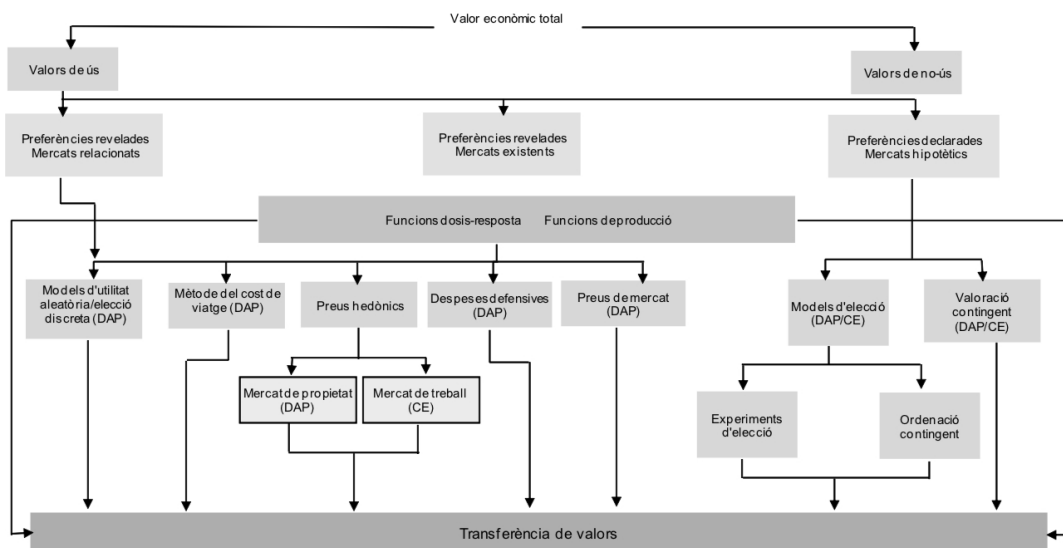 Valor econòmic total
Valors de ús
Valors de no-ús
Preferències revelades
Mercats relacionats
Preferències revelades
Mercats existents
Preferències declarades
Mercats hipotètics
Funcions dosis-resposta Funcions de producció
Models d'utilitat
aleatòria/elecció
discreta (DAP)
Mètode del cost de
viatge (DAP)
Preus hedònics
Despeses defensives
(DAP)
Preus de mercat
(DAP)
Models d'elecció
(DAP/CE)
Valoració
contingent
(DAP/CE)
Mercat de propietat
(DAP)
Mercat de treball
(CE)
Experiments
d'elecció
Ordenació
contingent
Transferència de valors